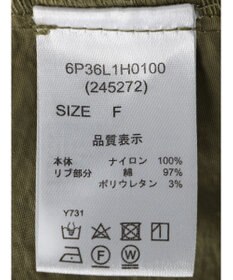 6P36L1H0100
(245272)
SIZE F
品質表示
本体 ナイロン 100%
リブ部分 綿 97%
ポリウレタン 3%
Y731